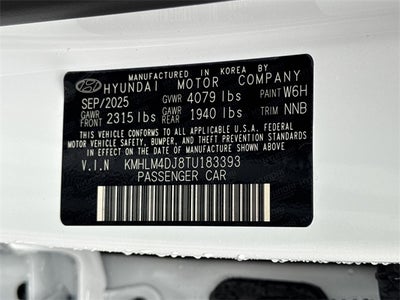 MANUFACTURED IN KOREA BY
HYUNDAI MOTOR COMPANY
SEP/2025 GVWR 4079 lbs PAINT W6H
GAWR FRONT 2315 lbs GAWR REAR 1940 lbs TRIM NNB
THIS VEHICLE CONFORMS TO ALL APPLICABLE U.S. FEDERAL
MOTOR VEHICLE SAFETY, BUMPER, AND THEFT PREVENTION STANDARDS
IN EFFECT ON THE DATE OF MANUFACTURE SHOWN ABOVE.
V.I.N KMHLM4DJ8TU183393
PASSENGER CAR